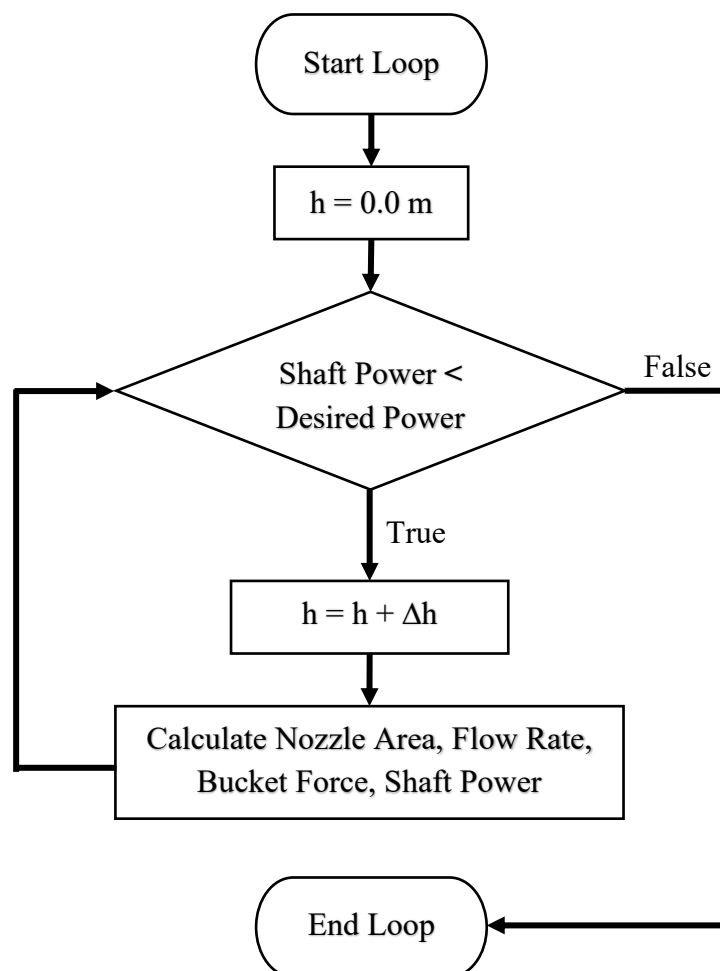 Start Loop
h = 0.0 m
Shaft Power <
Desired Power
False
True
h = h + Δh
Calculate Nozzle Area, Flow Rate,
Bucket Force, Shaft Power
End Loop